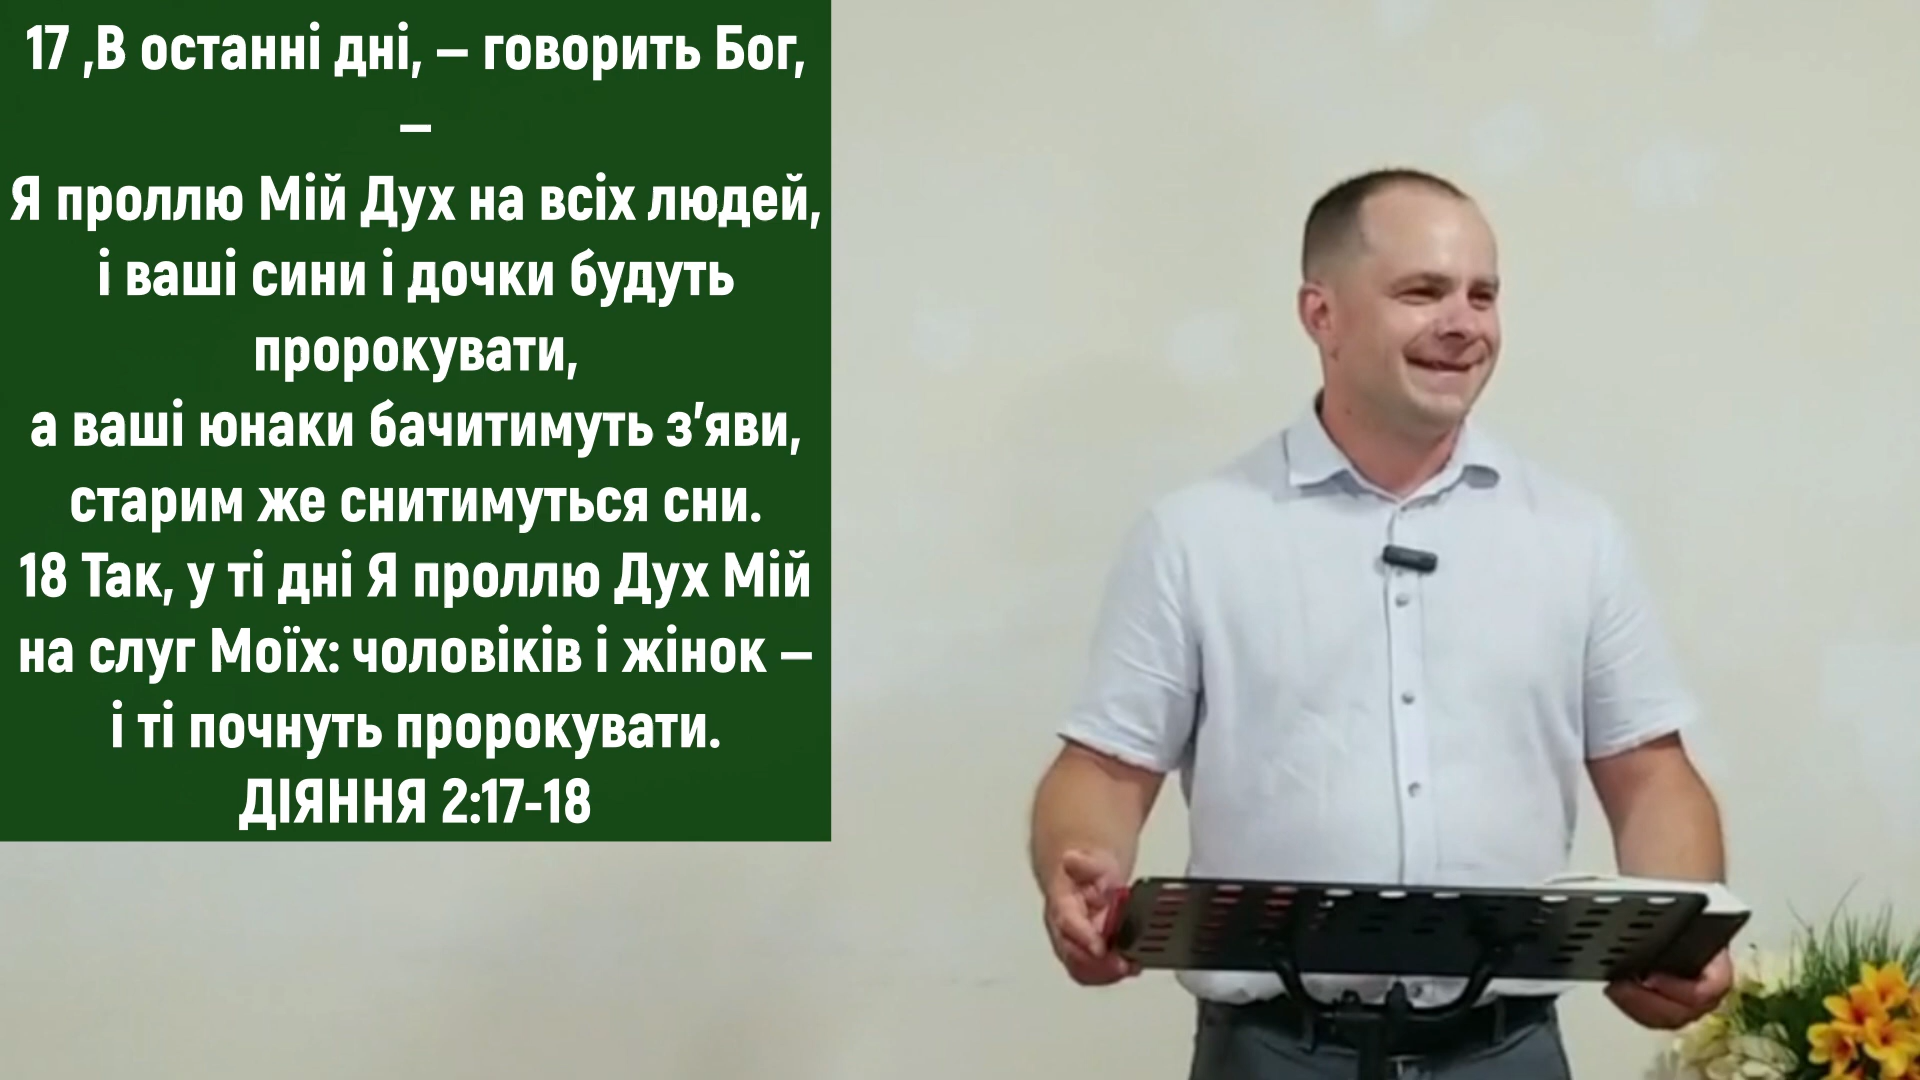 17 ‚В останні дні, – говорить Бог,
–
Я проллю Мій Дух на всіх людей,
і ваші сини і дочки будуть
пророкувати,
а ваші юнаки бачитимуть з’яви,
старим же снитимуться сни.
18 Так, у ті дні Я проллю Дух Мій
на слуг Моїх: чоловіків і жінок –
і ті почнуть пророкувати.
ДІЯННЯ 2:17-18